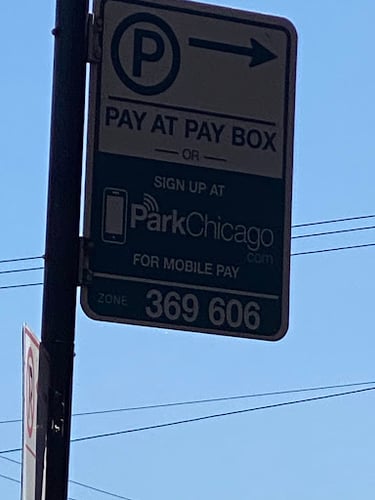 P
PAY AT PAY BOX
OR
SIGN UP AT
ParkChicago
.com
FOR MOBILE PAY
ZONE 369 606